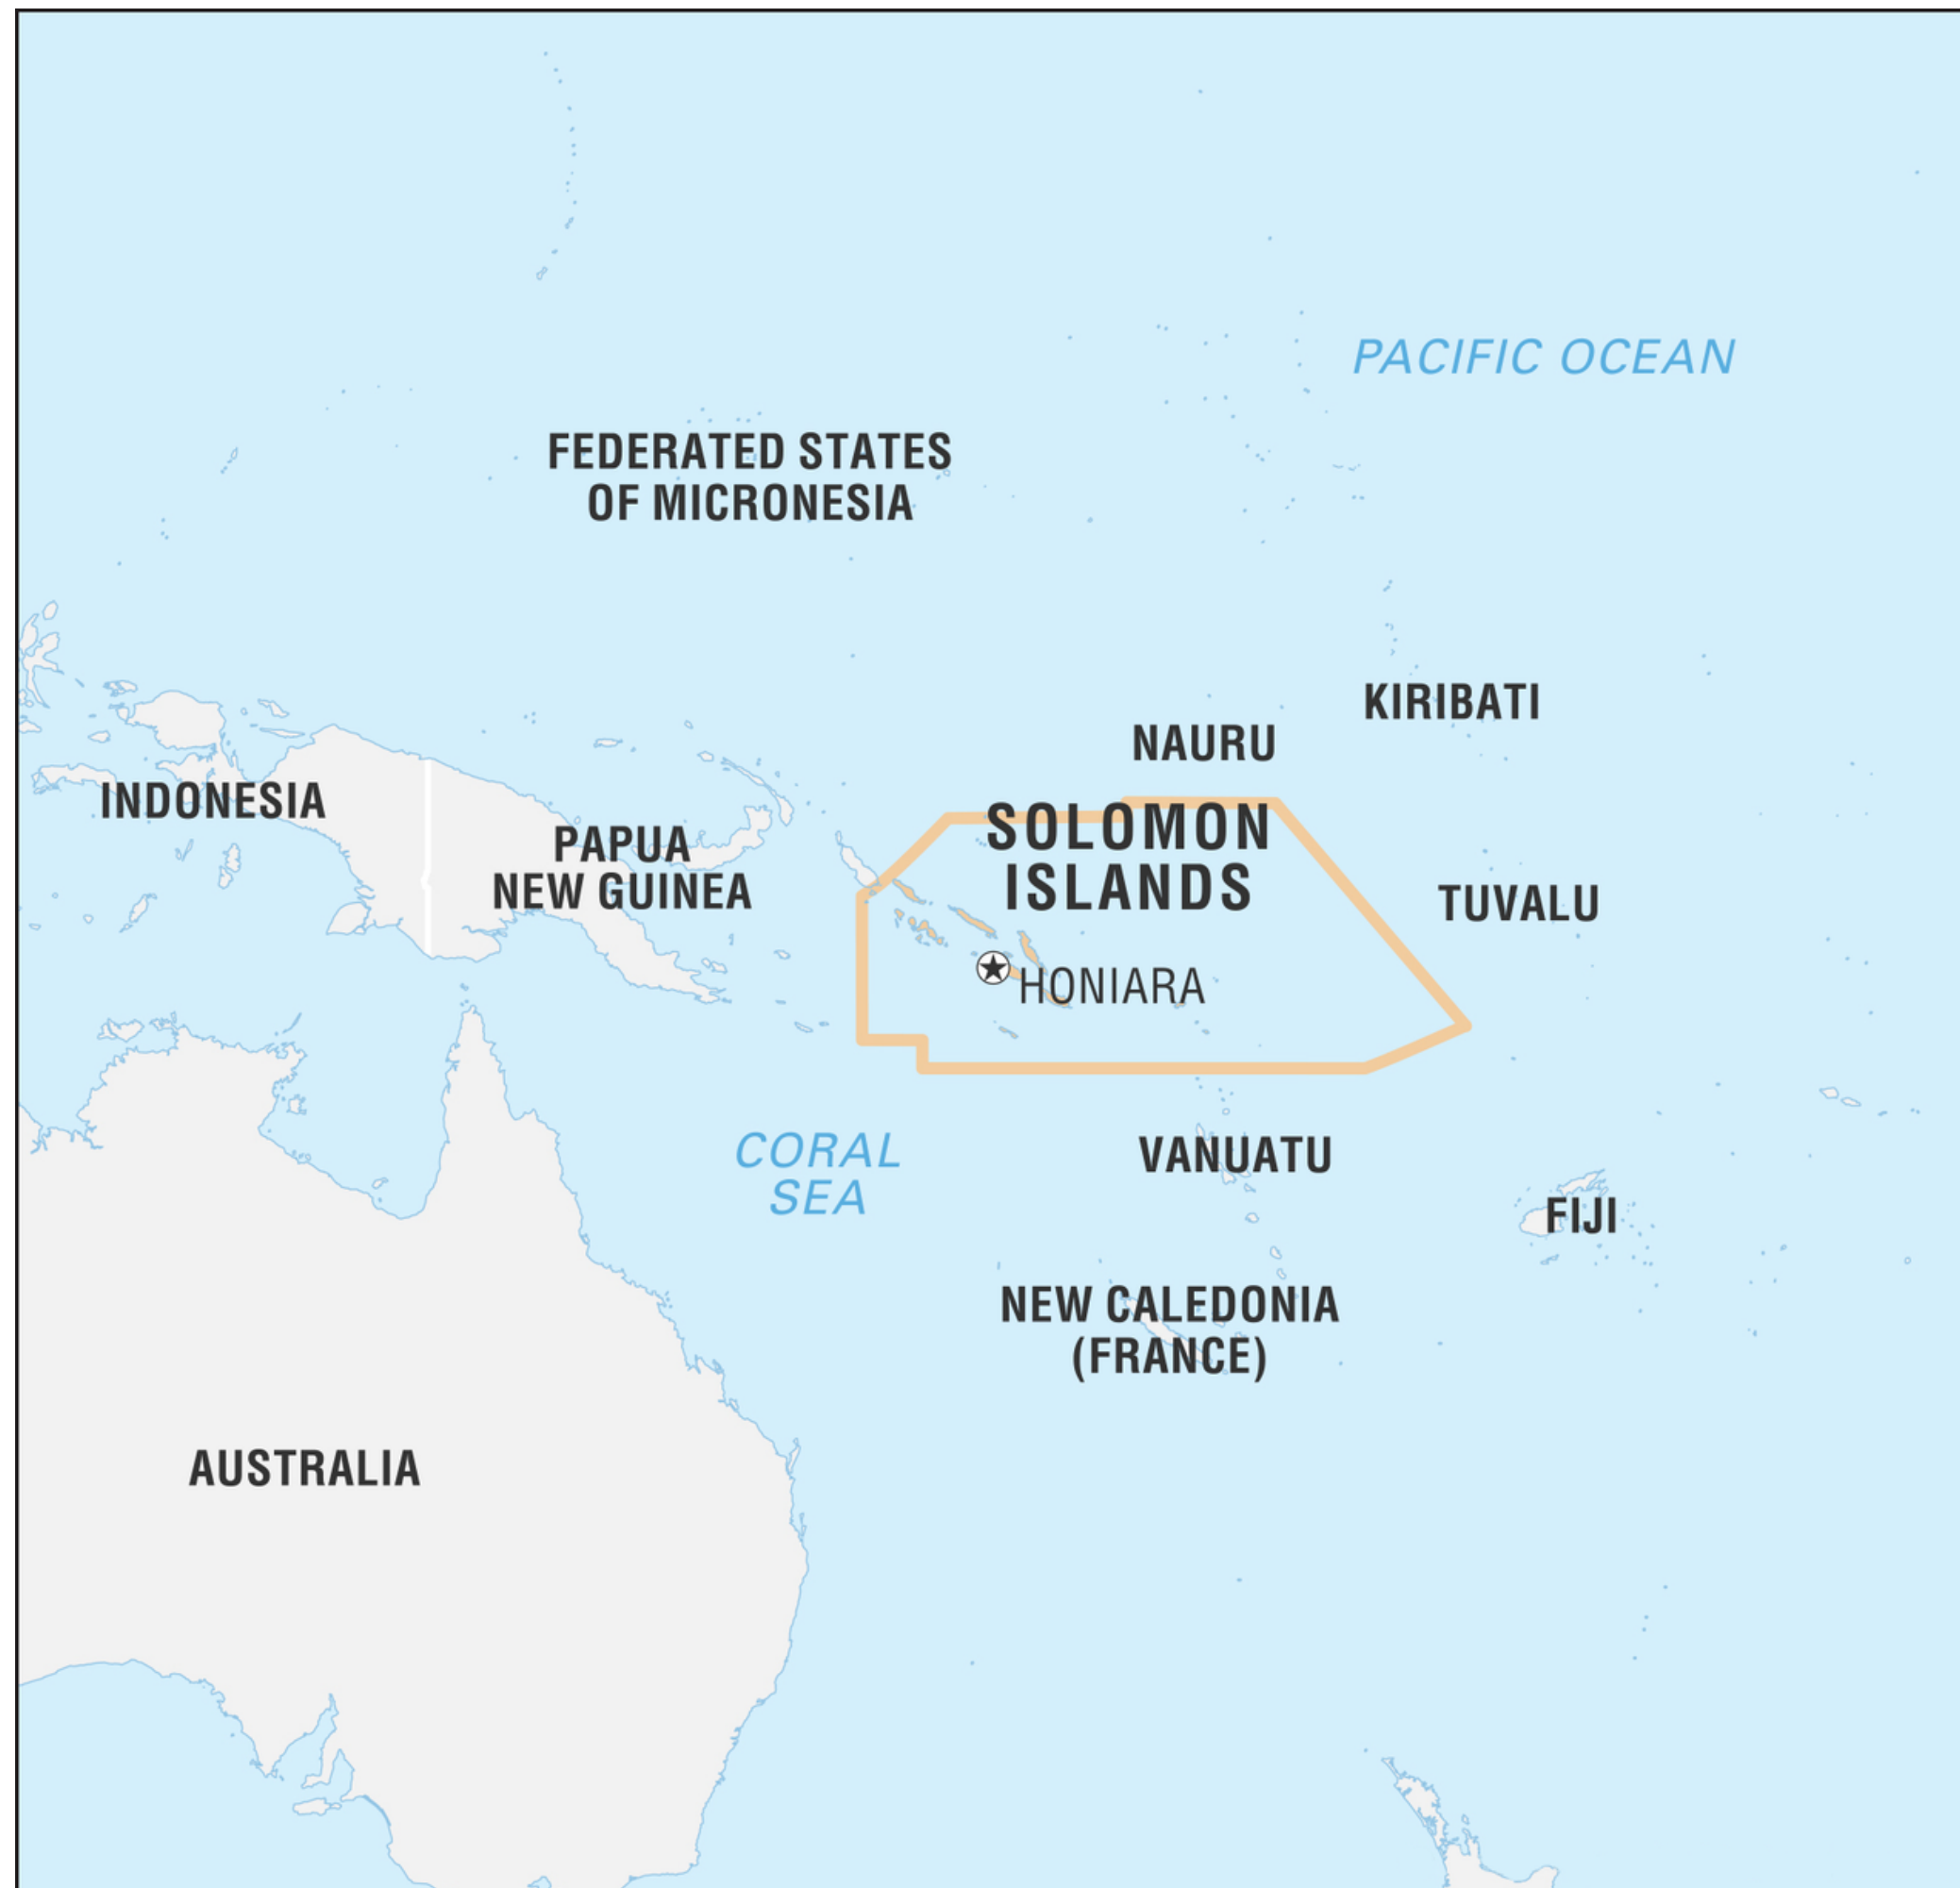 PACIFIC OCEAN
FEDERATED STATES
OF MICRONESIA
KIRIBATI
NAURU
INDONESIA
PAPUA
NEW GUINEA
SOLOMON
ISLANDS
TUVALU
HONIARA
CORAL
SEA
VANUATU
FIJI
NEW CALEDONIA
(FRANCE)
AUSTRALIA